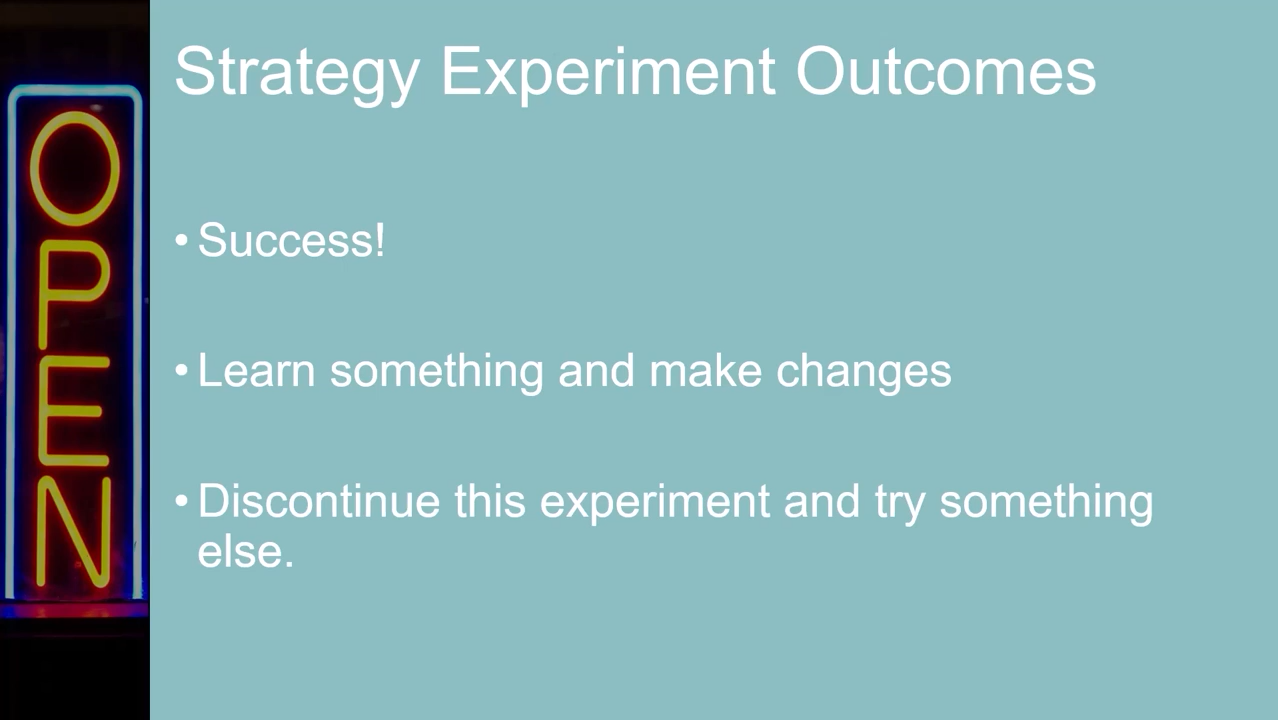 OPEN
Strategy Experiment Outcomes
• Success!
• Learn something and make changes
• Discontinue this experiment and try something
else.